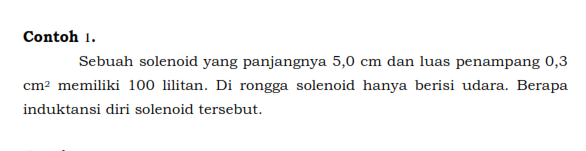 Contoh 1.
Sebuah solenoid yang panjangnya 5,0 cm dan luas penampang 0,3
cm² memiliki 100 lilitan. Di rongga solenoid hanya berisi udara. Berapa
induktansi diri solenoid tersebut.